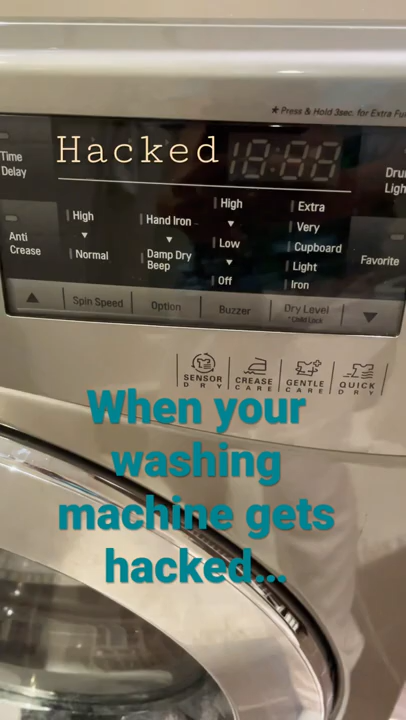 ★ Press & Hold 3sec. for Extra Fu
Hacked 18:88
Time
Delay
Dru
Ligh
High
Hand Iron
High
Extra
Very
Anti
Crease
Normal
Damp Dry
Beep
Low
Cupboard
Light
Favorite
Off
Iron
Spin Speed
Option
Buzzer
Dry Level
*Child Lock
SENSOR
DRY
CREASE
CARE
GENTLE
CARE
QUICK
DRY
When your
washing
machine gets
hacked...